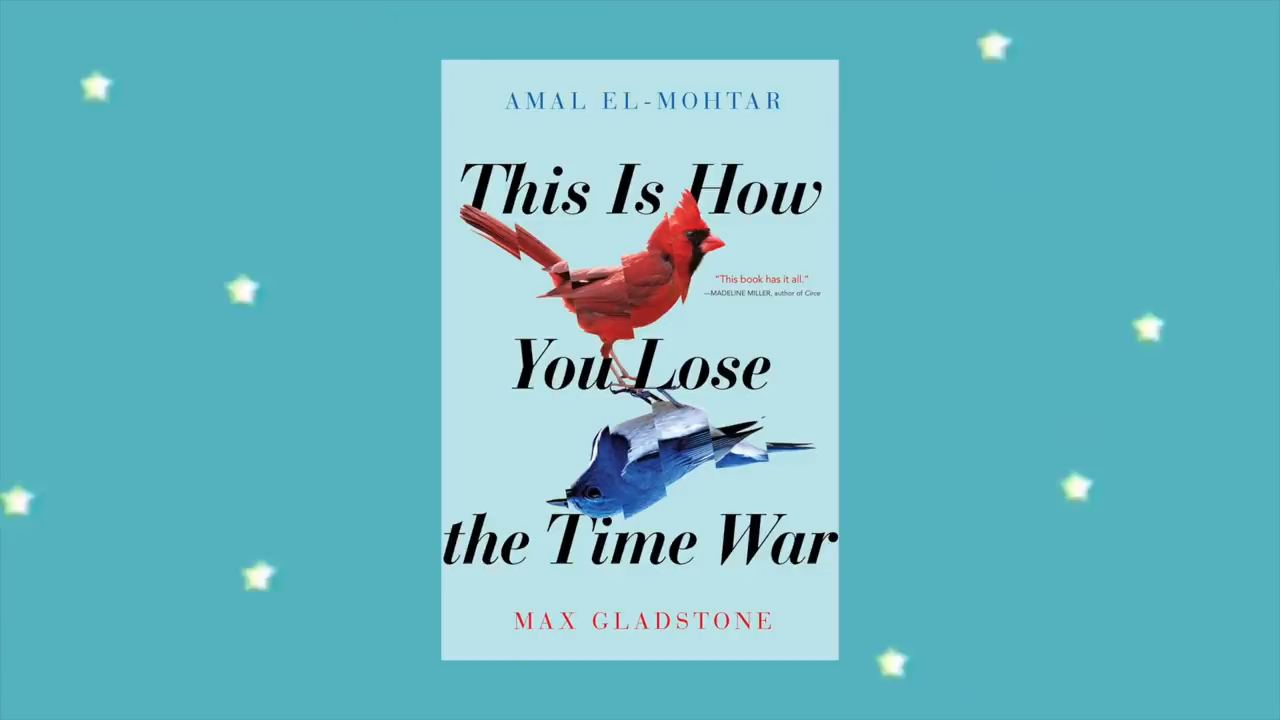 AMAL EL-MOHTAR
This Is How
"This book has it all."
—MADELINE MILLER, author of Circe
You Lose
the Time War
MAX GLADSTONE